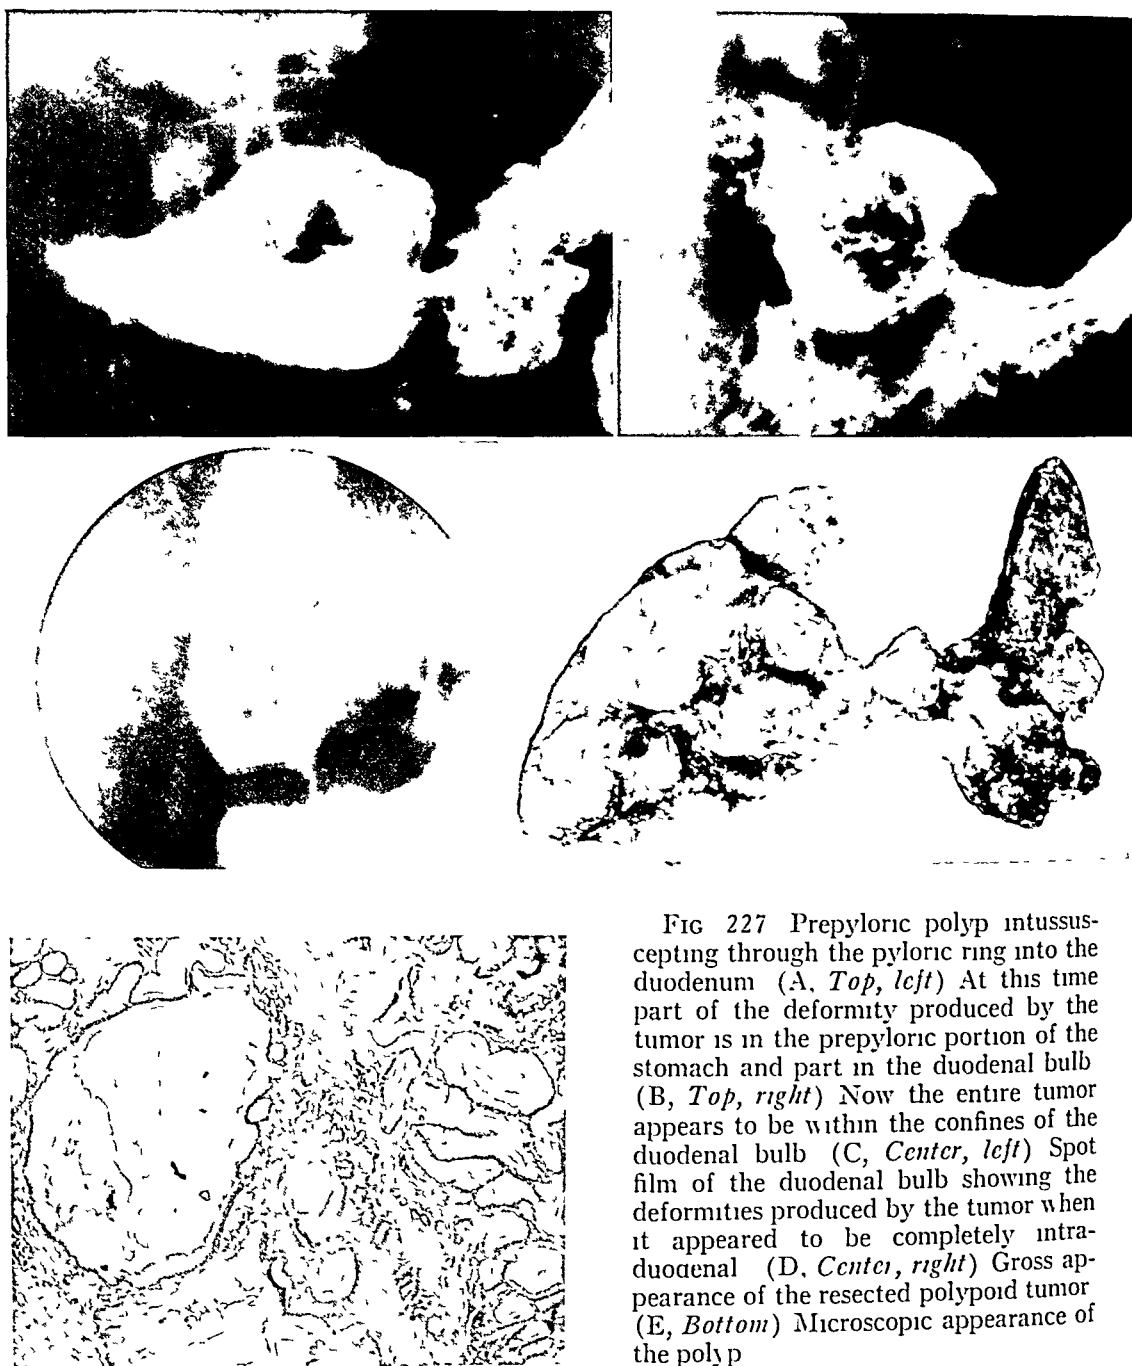 FIG 227 Prepyloric polyp intussus-
cepting through the pyloric ring into the
duodenum (A, Top, left) At this time
part of the deformity produced by the
tumor is in the prepyloric portion of the
stomach and part in the duodenal bulb
(B, Top, right) Now the entire tumor
appears to be within the confines of the
duodenal bulb (C, Center, left) Spot
film of the duodenal bulb showing the
deformities produced by the tumor when
it appeared to be completely intra-
duodenal (D, Center, right) Gross ap-
pearance of the resected polypoid tumor
(E, Bottom) Microscopic appearance of
the polyp